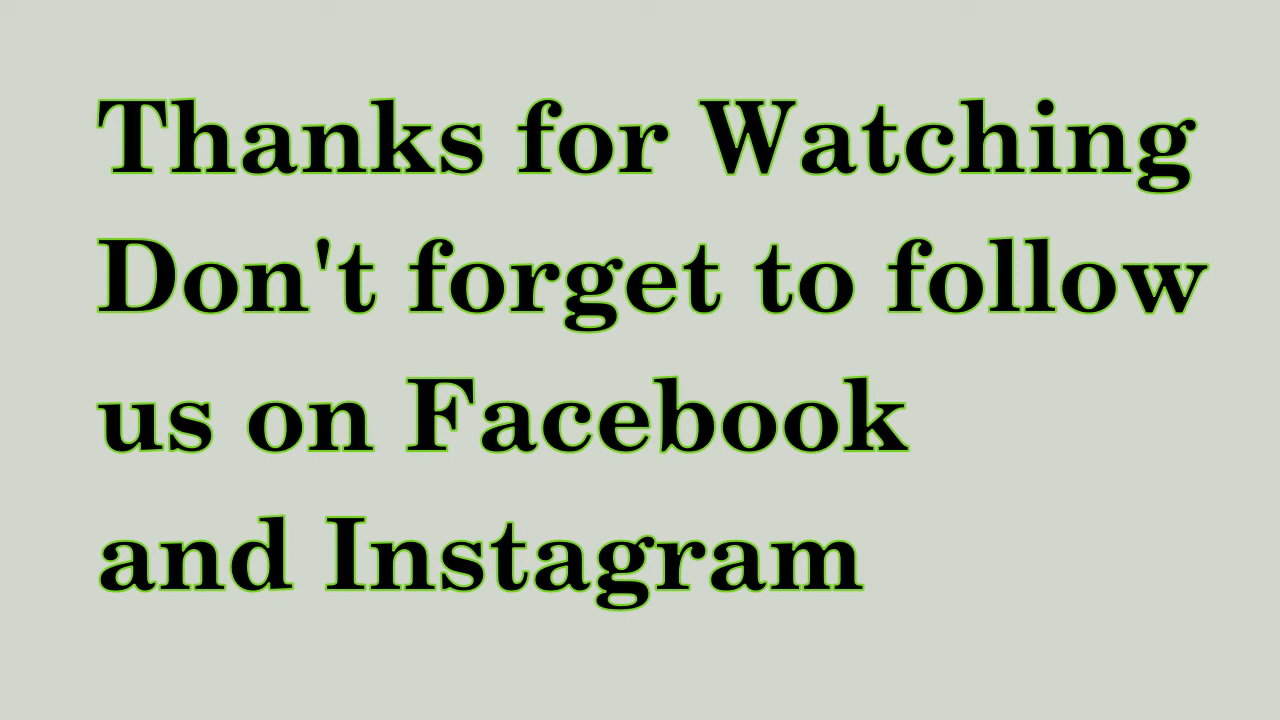 Thanks for Watching
Don't forget to follow
us on Facebook
and Instagram